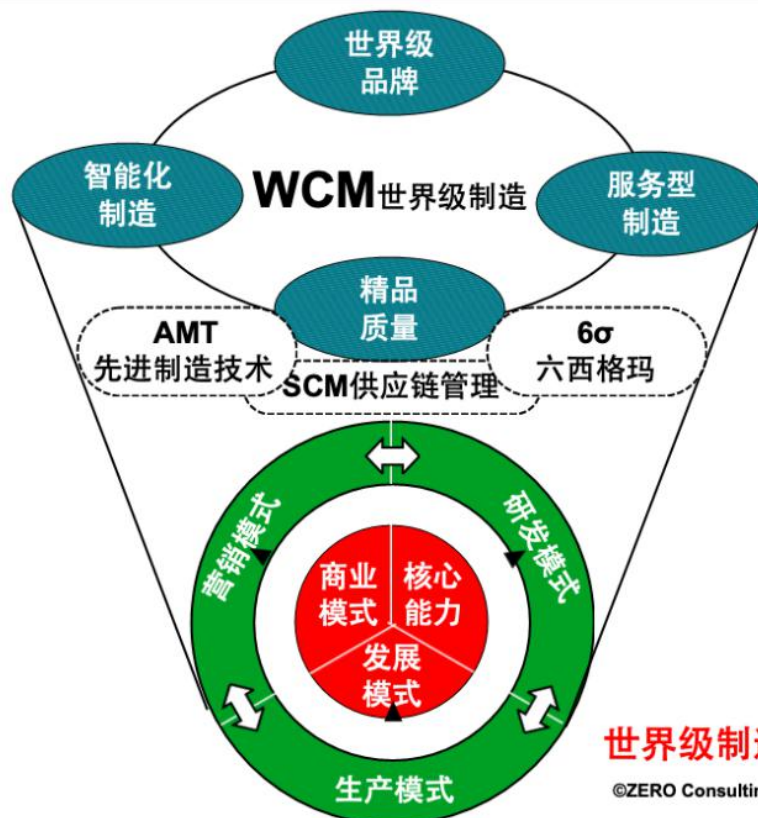 世界级
品牌
智能化
制造
WCM世界级制造
服务型
制造
精品
质量
AMT
先进制造技术
6σ
六西格玛
SCM供应链管理
营销模式
研发模式
商业
模式
核心
能力
发展
模式
生产模式
世界级制造
©ZERO Consultin